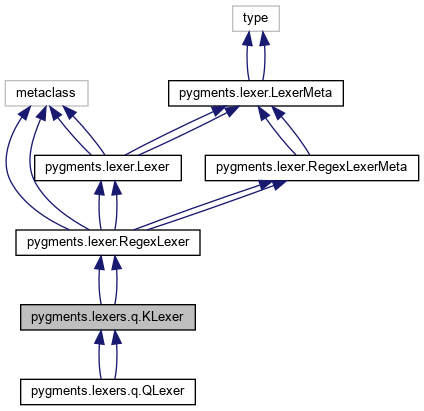 type
metaclass
pygments.lexer.LexerMeta
pygments.lexer.Lexer
pygments.lexer.RegexLexerMeta
pygments.lexer.RegexLexer
pygments.lexers.q.KLexer
pygments.lexers.q.QLexer